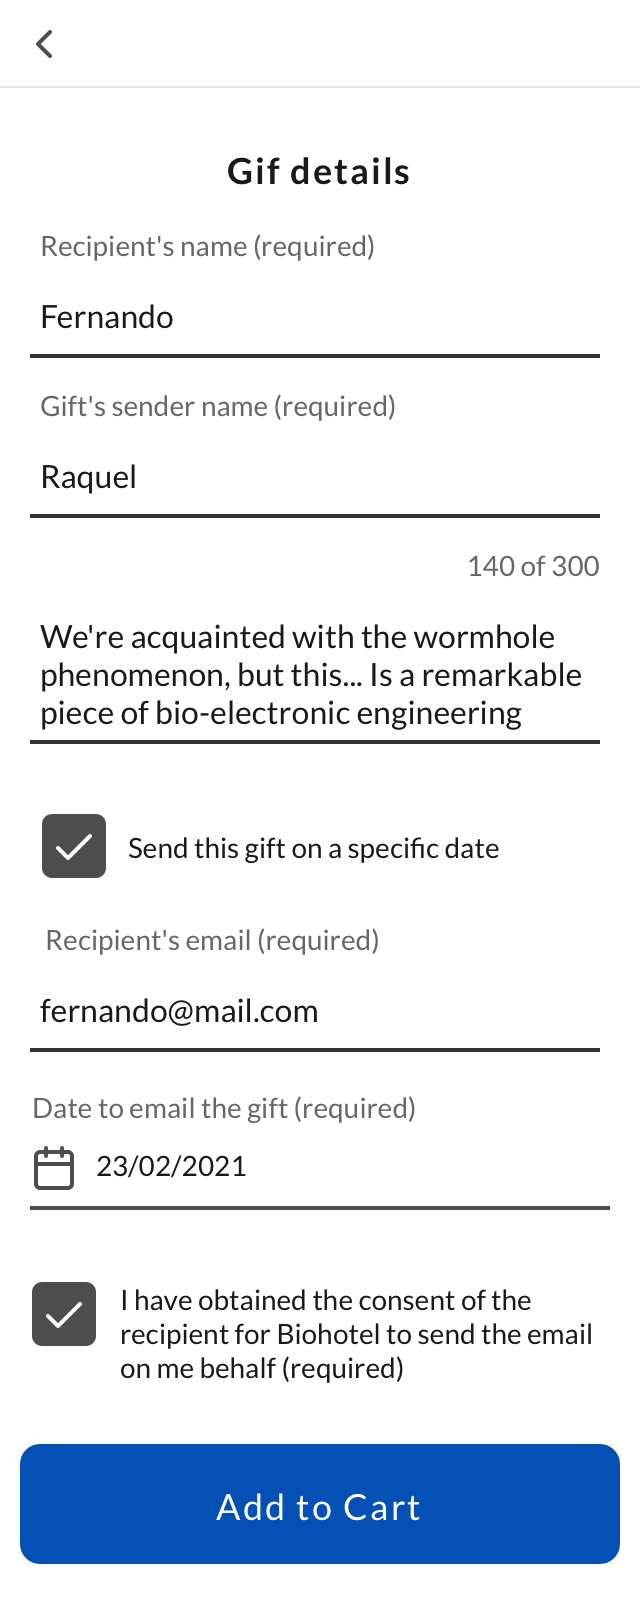 Gif details
Recipient's name (required)
Fernando
Gift's sender name (required)
Raquel
140 of 300
We're acquainted with the wormhole
phenomenon, but this... Is a remarkable
piece of bio-electronic engineering
Send this gift on a specific date
Recipient's email (required)
fernando@mail.com
Date to email the gift (required)
23/02/2021
I have obtained the consent of the
recipient for Biohotel to send the email
on me behalf (required)
Add to Cart